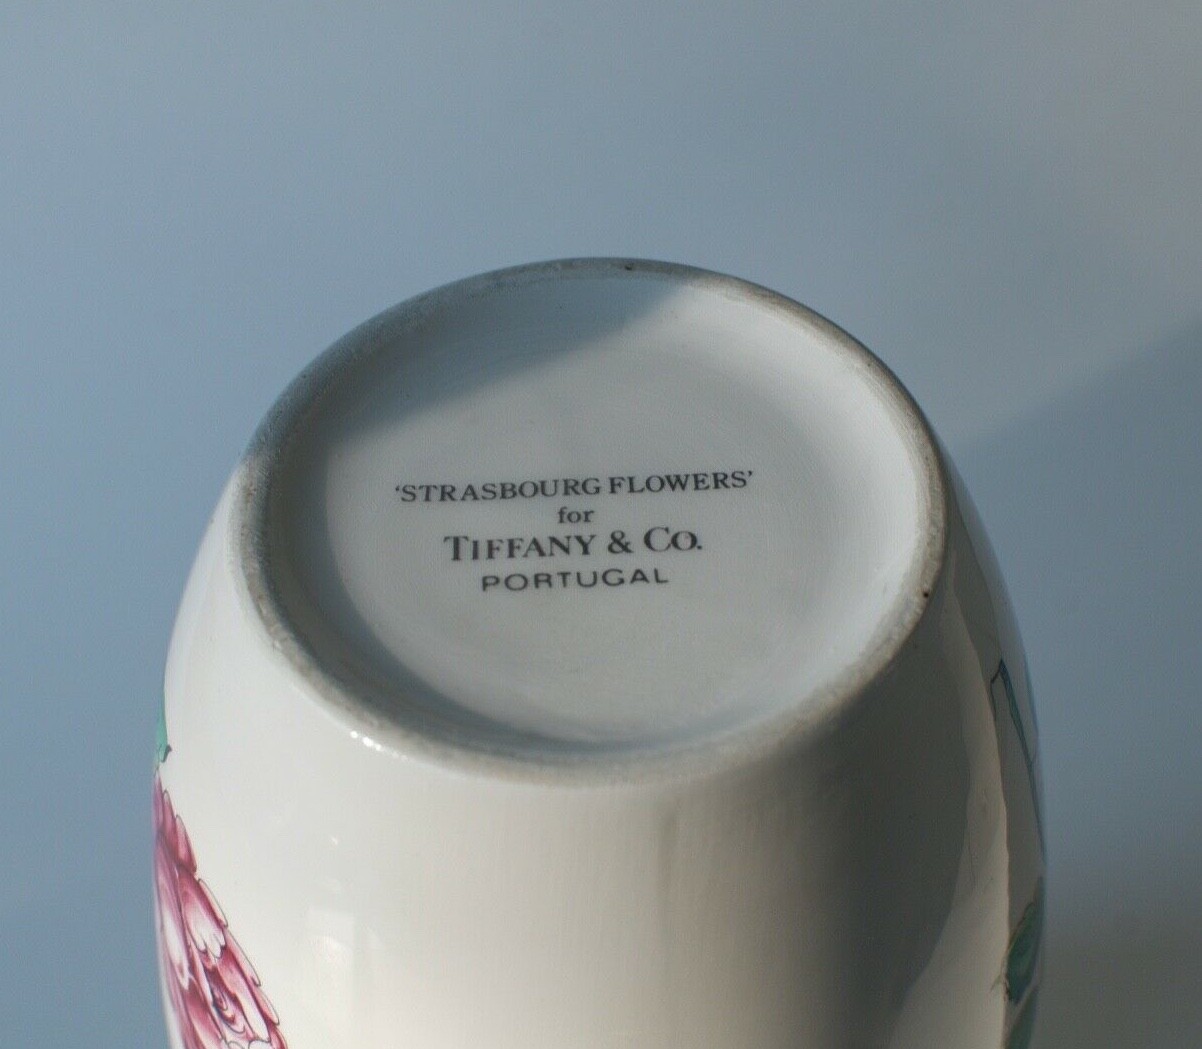 ‘STRASBOURG FLOWERS’
for
TIFFANY & CO.
PORTUGAL